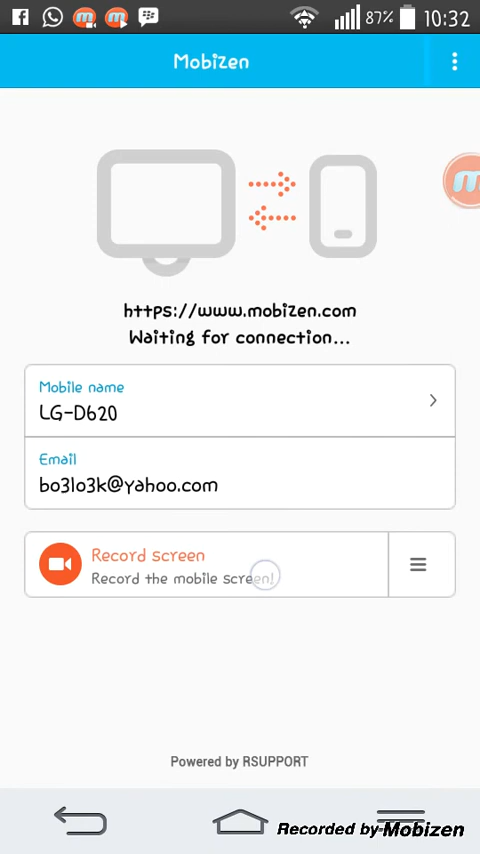 87% 10:32
Mobizen
m
https://www.mobizen.com
Waiting for connection...
Mobile name
LG-D620
Email
bo3lo3k@yahoo.com
Record screen
Record the mobile screen!
Powered by RSUPPORT
Recorded by Mobizen